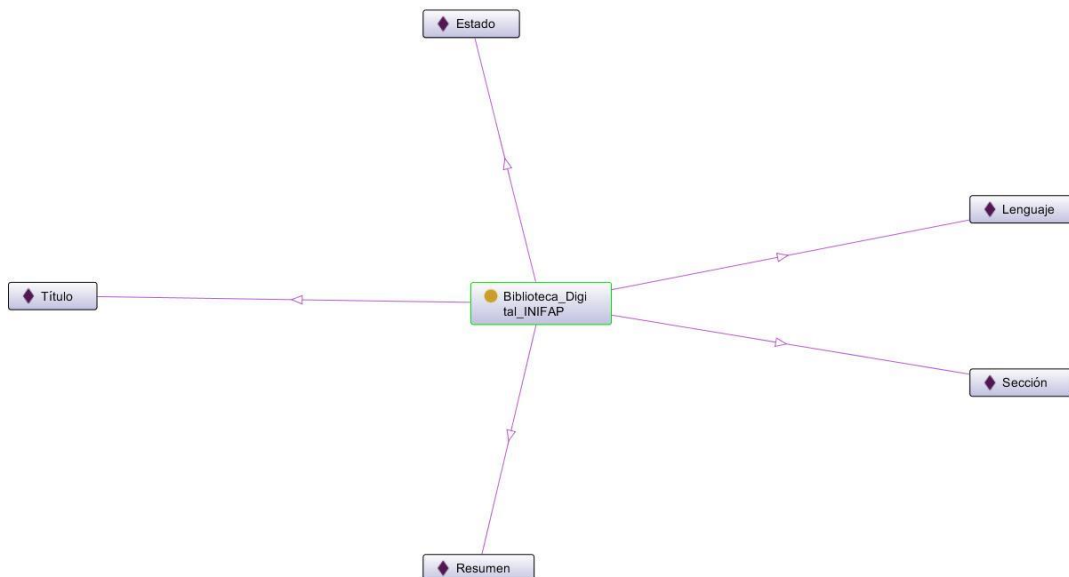 Estado
Lenguaje
Título
Biblioteca_Digi
tal_INIFAP
Sección
Resumen